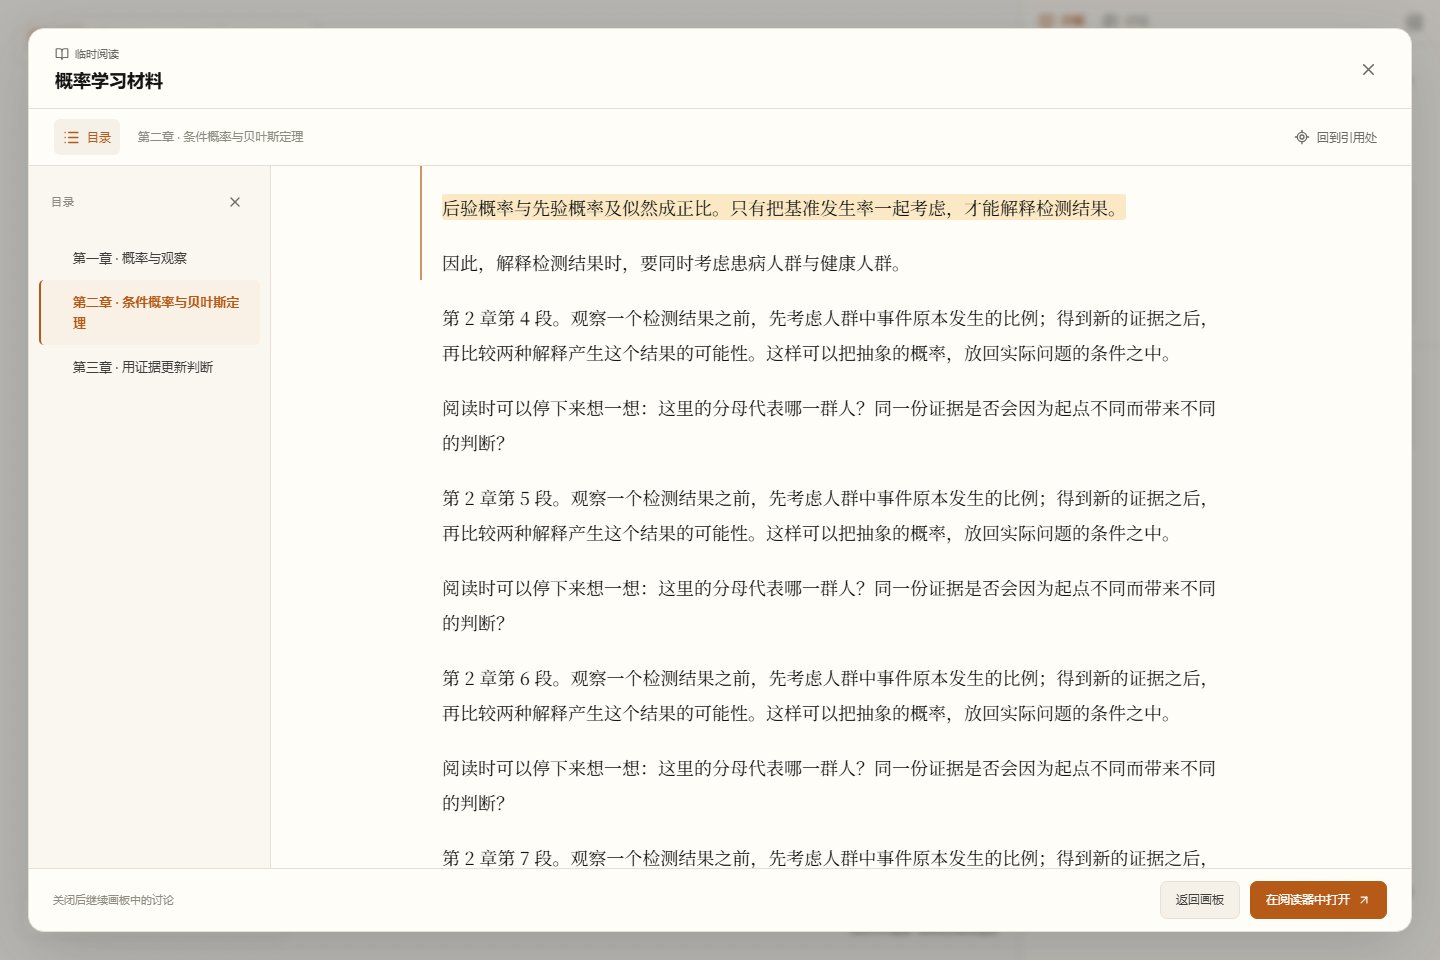 临时阅读
概率学习材料
目录
第二章 · 条件概率与贝叶斯定理
回到引用处
目录
第一章 · 概率与观察
第二章 · 条件概率与贝叶斯定
理
第三章 · 用证据更新判断
后验概率与先验概率及似然成正比。只有把基准发生率一起考虑，才能解释检测结果。
因此，解释检测结果时，要同时考虑患病人群与健康人群。
第 2 章第 4 段。观察一个检测结果之前，先考虑人群中事件原本发生的比例；得到新的证据之后，
再比较两种解释产生这个结果的可能性。这样可以把抽象的概率，放回实际问题的条件之中。
阅读时可以停下来想一想：这里的分母代表哪一群人？同一份证据是否会因为起点不同而带来不同
的判断？
第 2 章第 5 段。观察一个检测结果之前，先考虑人群中事件原本发生的比例；得到新的证据之后，
再比较两种解释产生这个结果的可能性。这样可以把抽象的概率，放回实际问题的条件之中。
阅读时可以停下来想一想：这里的分母代表哪一群人？同一份证据是否会因为起点不同而带来不同
的判断？
第 2 章第 6 段。观察一个检测结果之前，先考虑人群中事件原本发生的比例；得到新的证据之后，
再比较两种解释产生这个结果的可能性。这样可以把抽象的概率，放回实际问题的条件之中。
阅读时可以停下来想一想：这里的分母代表哪一群人？同一份证据是否会因为起点不同而带来不同
的判断？
第 2 章第 7 段。观察一个检测结果之前，先考虑人群中事件原本发生的比例；得到新的证据之后，
关闭后继续画板中的讨论
返回画板
在阅读器中打开